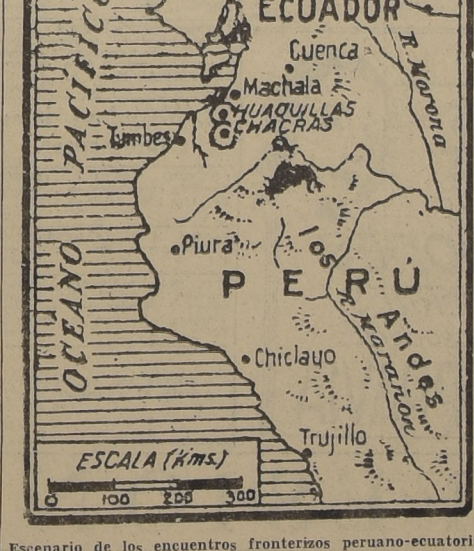 ECUADOR
Cuenca
R. Morona
Machala
HUAQUILLAS
CHACRAS
Tumbes
OCEANO PACIFICO
Piura
los Andes
PERÚ
R. Marañon
Chiclayo
Trujillo
ESCALA (Kms.)
0 100 200 300
Escenario de los encuentros fronterizos peruano-ecuatori